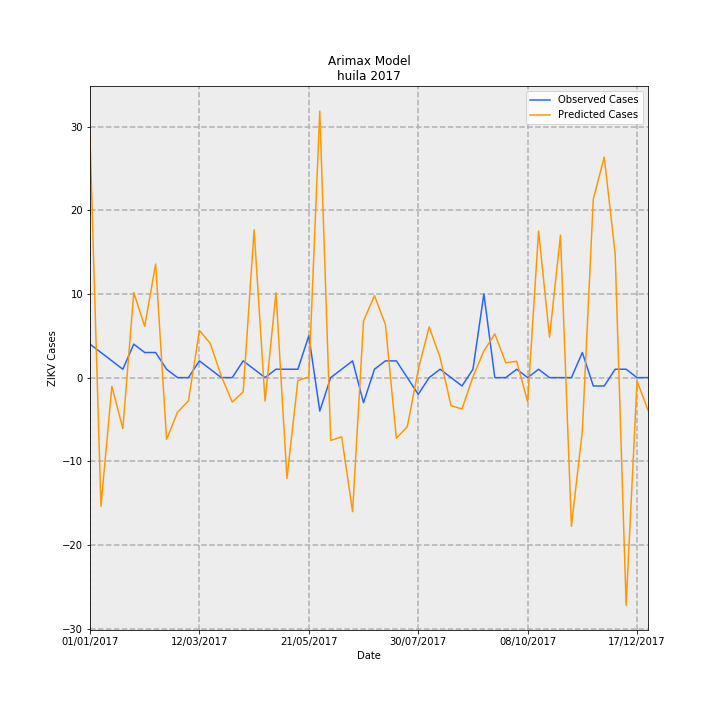 Arimax Model
huila 2017
Observed Cases
Predicted Cases
ZIKV Cases
30
20
10
0
−10
−20
−30
01/01/2017
12/03/2017
21/05/2017
30/07/2017
08/10/2017
17/12/2017
Date